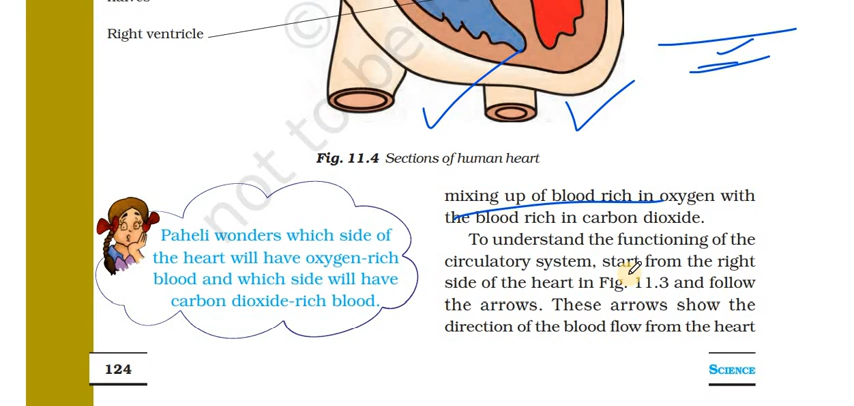 Right ventricle
©
not to be
Fig. 11.4 Sections of human heart
Paheli wonders which side of
the heart will have oxygen-rich
blood and which side will have
carbon dioxide-rich blood.
mixing up of blood rich in oxygen with
the blood rich in carbon dioxide.
To understand the functioning of the
circulatory system, start from the right
side of the heart in Fig. 11.3 and follow
the arrows. These arrows show the
direction of the blood flow from the heart
124
SCIENCE